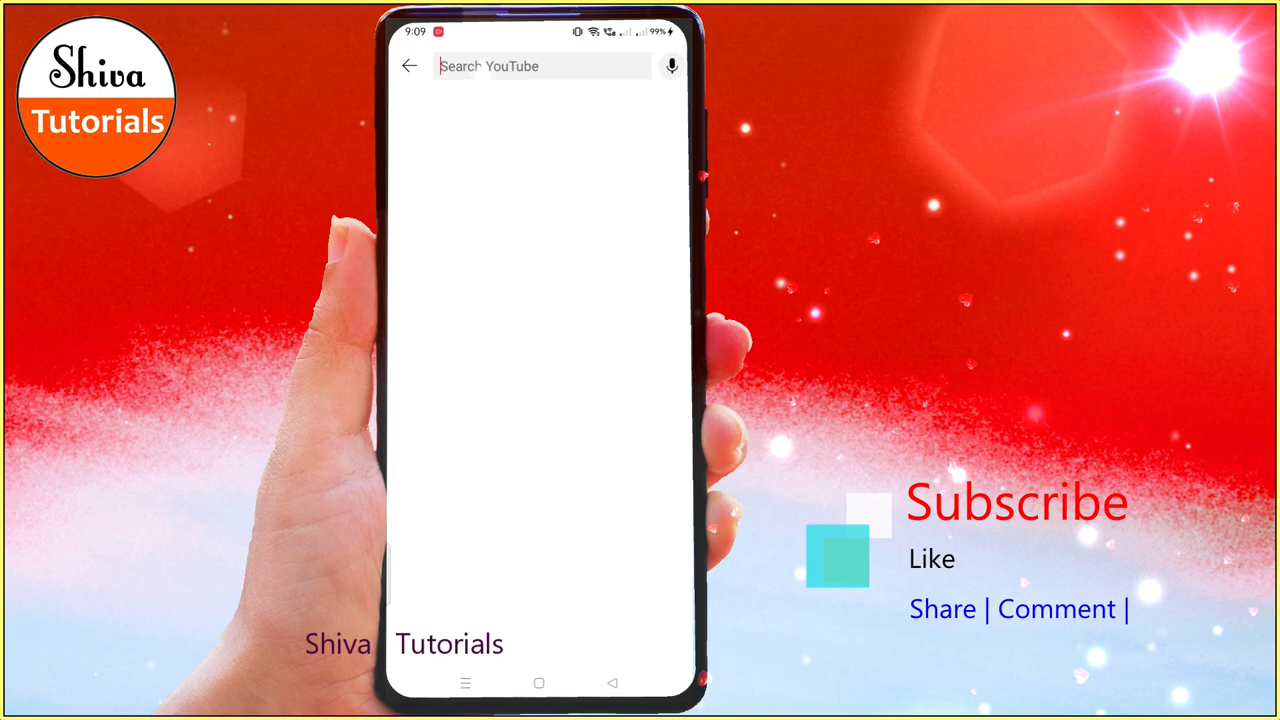 Shiva
Tutorials
9:09
99%
Search YouTube
Subscribe
Like
Share | Comment |
Shiva Tutorials